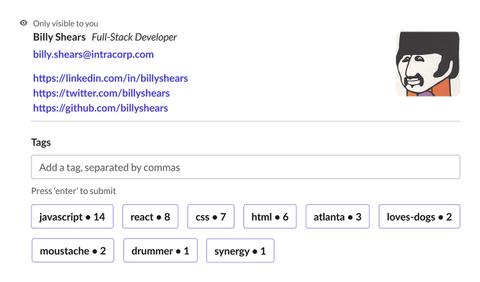 Only visible to you
Billy Shears Full-Stack Developer
billy.shears@intracorp.com
https://linkedin.com/in/billyshears
https://twitter.com/billyshears
https://github.com/billyshears
Tags
Add a tag, separated by commas
Press 'enter' to submit
javascript • 14 react • 8 css • 7 html • 6 atlanta • 3 loves-dogs • 2
moustache • 2 drummer • 1 synergy • 1